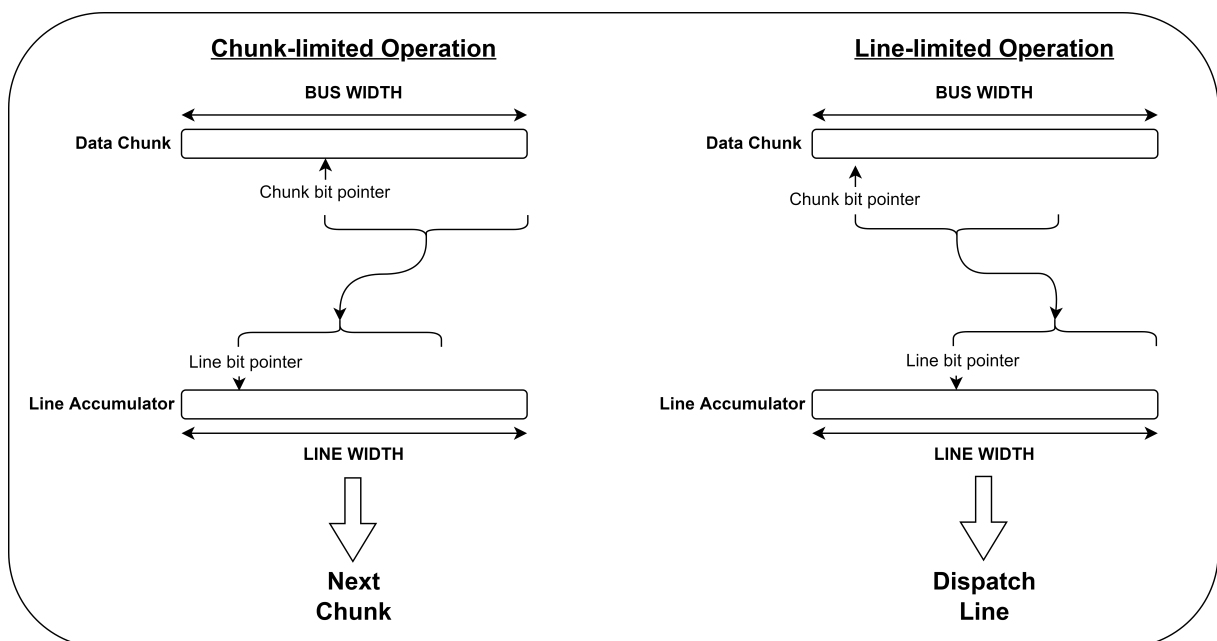 Chunk-limited Operation
BUS WIDTH
Data Chunk
Chunk bit pointer
Line bit pointer
Line Accumulator
LINE WIDTH
Next
Chunk
Line-limited Operation
BUS WIDTH
Data Chunk
Chunk bit pointer
Line bit pointer
Line Accumulator
LINE WIDTH
Dispatch
Line